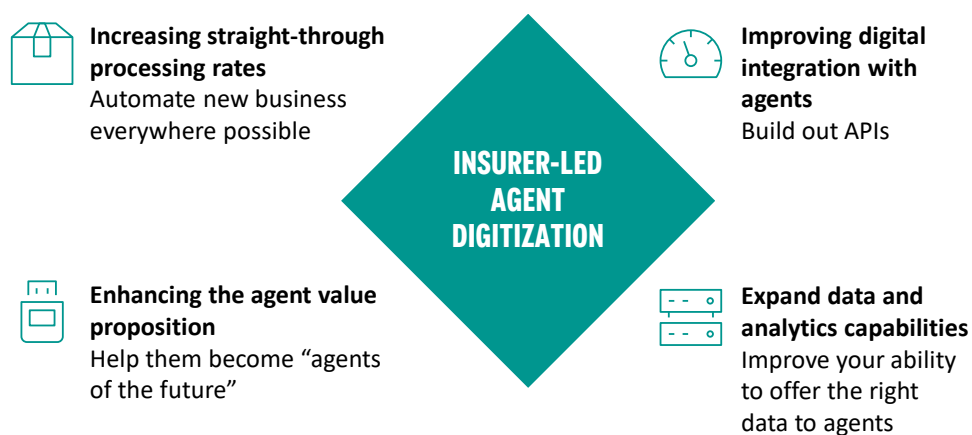 Increasing straight-through
processing rates
Automate new business
everywhere possible
INSURER-LED
AGENT
DIGITIZATION
Improving digital
integration with
agents
Build out APIs
Enhancing the agent value
proposition
Help them become “agents
of the future”
Expand data and
analytics capabilities
Improve your ability
to offer the right
data to agents